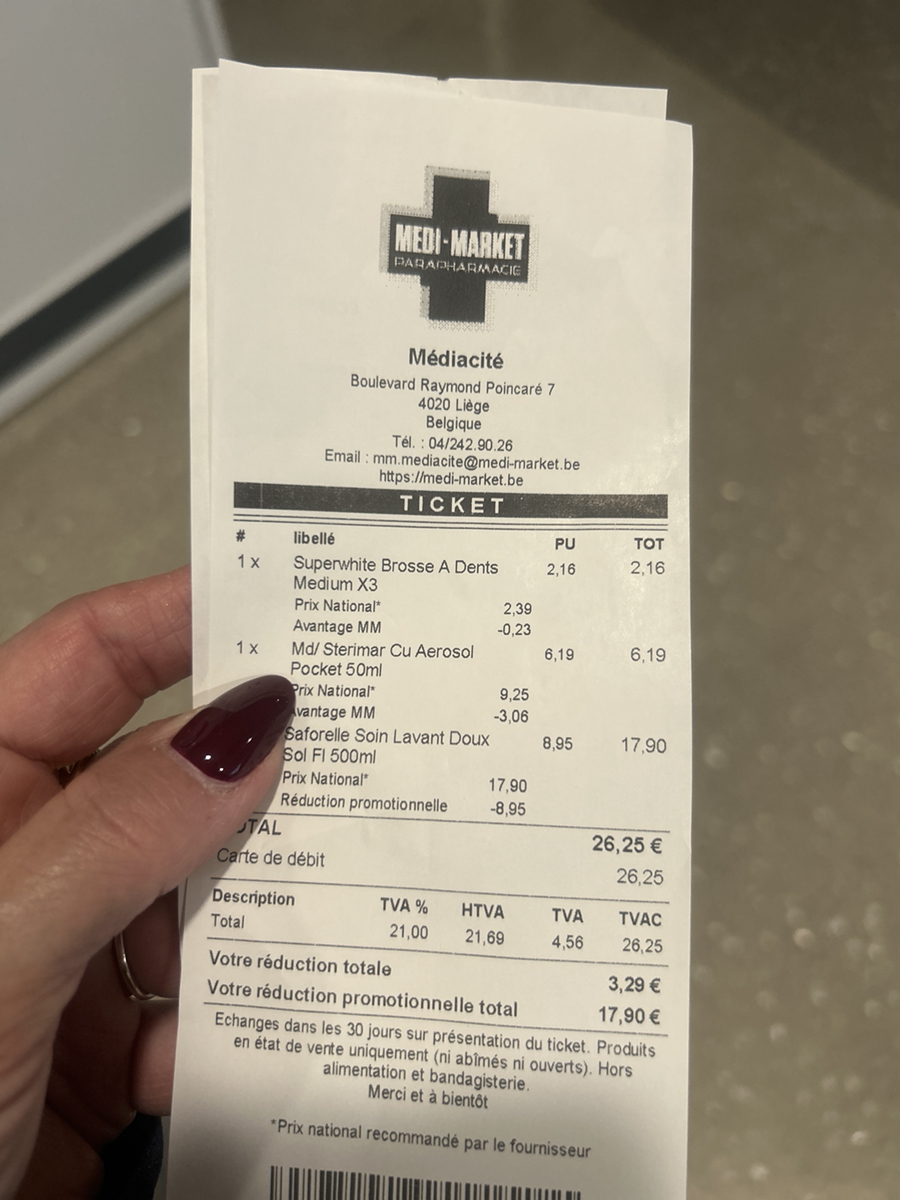 MEDI-MARKET
PARAPHARMACIE
Médiacité
Boulevard Raymond Poincaré 7
4020 Liège
Belgique
Tél. : 04/242.90.26
Email : mm.mediacite@medi-market.be
https://medi-market.be
TICKET
# libellé PU TOT
1 x Superwhite Brosse A Dents 2,16 2,16
Medium X3
Prix National* 2,39
Avantage MM -0,23
1 x Md/ Sterimar Cu Aerosol 6,19 6,19
Pocket 50ml
Prix National* 9,25
Avantage MM -3,06
Saforelle Soin Lavant Doux 8,95 17,90
Sol Fl 500ml
Prix National* 17,90
Réduction promotionnelle -8,95
TOTAL 26,25 €
Carte de débit 26,25
Description TVA % HTVA TVA TVAC
Total 21,00 21,69 4,56 26,25
Votre réduction totale 3,29 €
Votre réduction promotionnelle total 17,90 €
Echanges dans les 30 jours sur présentation du ticket. Produits
en état de vente uniquement (ni abîmés ni ouverts). Hors
alimentation et bandagisterie.
Merci et à bientôt
*Prix national recommandé par le fournisseur